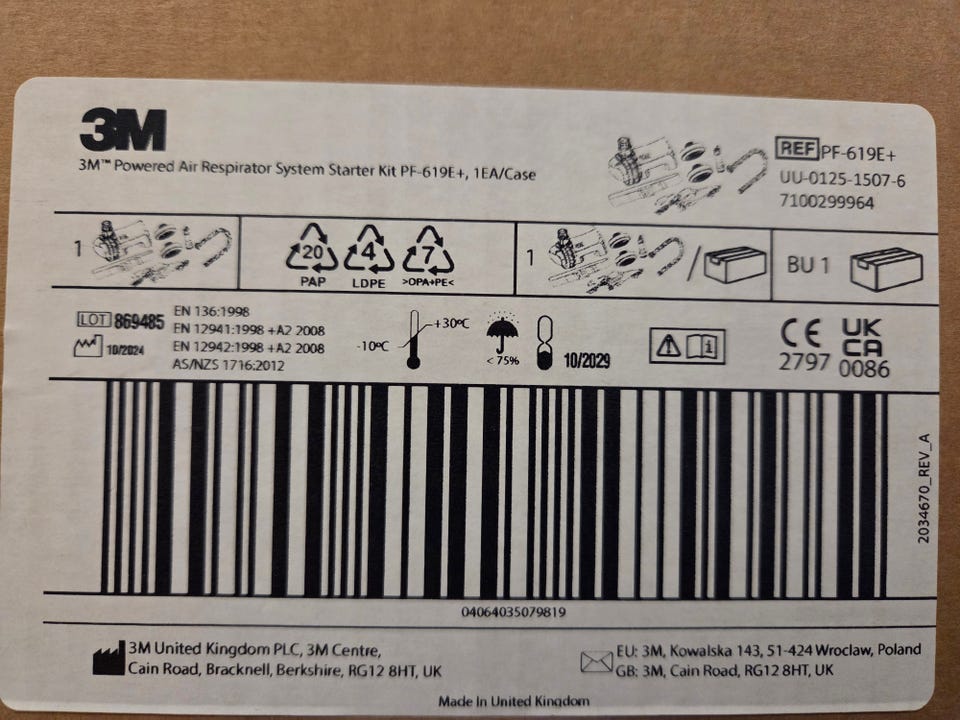 3M
3M™ Powered Air Respirator System Starter Kit PF-619E+, 1EA/Case
REF PF-619E+
UU-0125-1507-6
7100299964
1
20
PAP
4
LDPE
7
>OPA+PE<
1
/
BU 1
LOT 869485
10/2024
EN 136:1998
EN 12941:1998 +A2 2008
EN 12942:1998 +A2 2008
AS/NZS 1716:2012
-10ºC
+30ºC
< 75%
10/2029
i
CE
2797
UK
CA
0086
2034670_REV_A
04064035079819
3M United Kingdom PLC, 3M Centre,
Cain Road, Bracknell, Berkshire, RG12 8HT, UK
EU: 3M, Kowalska 143, 51-424 Wroclaw, Poland
GB: 3M, Cain Road, RG12 8HT, UK
Made In United Kingdom